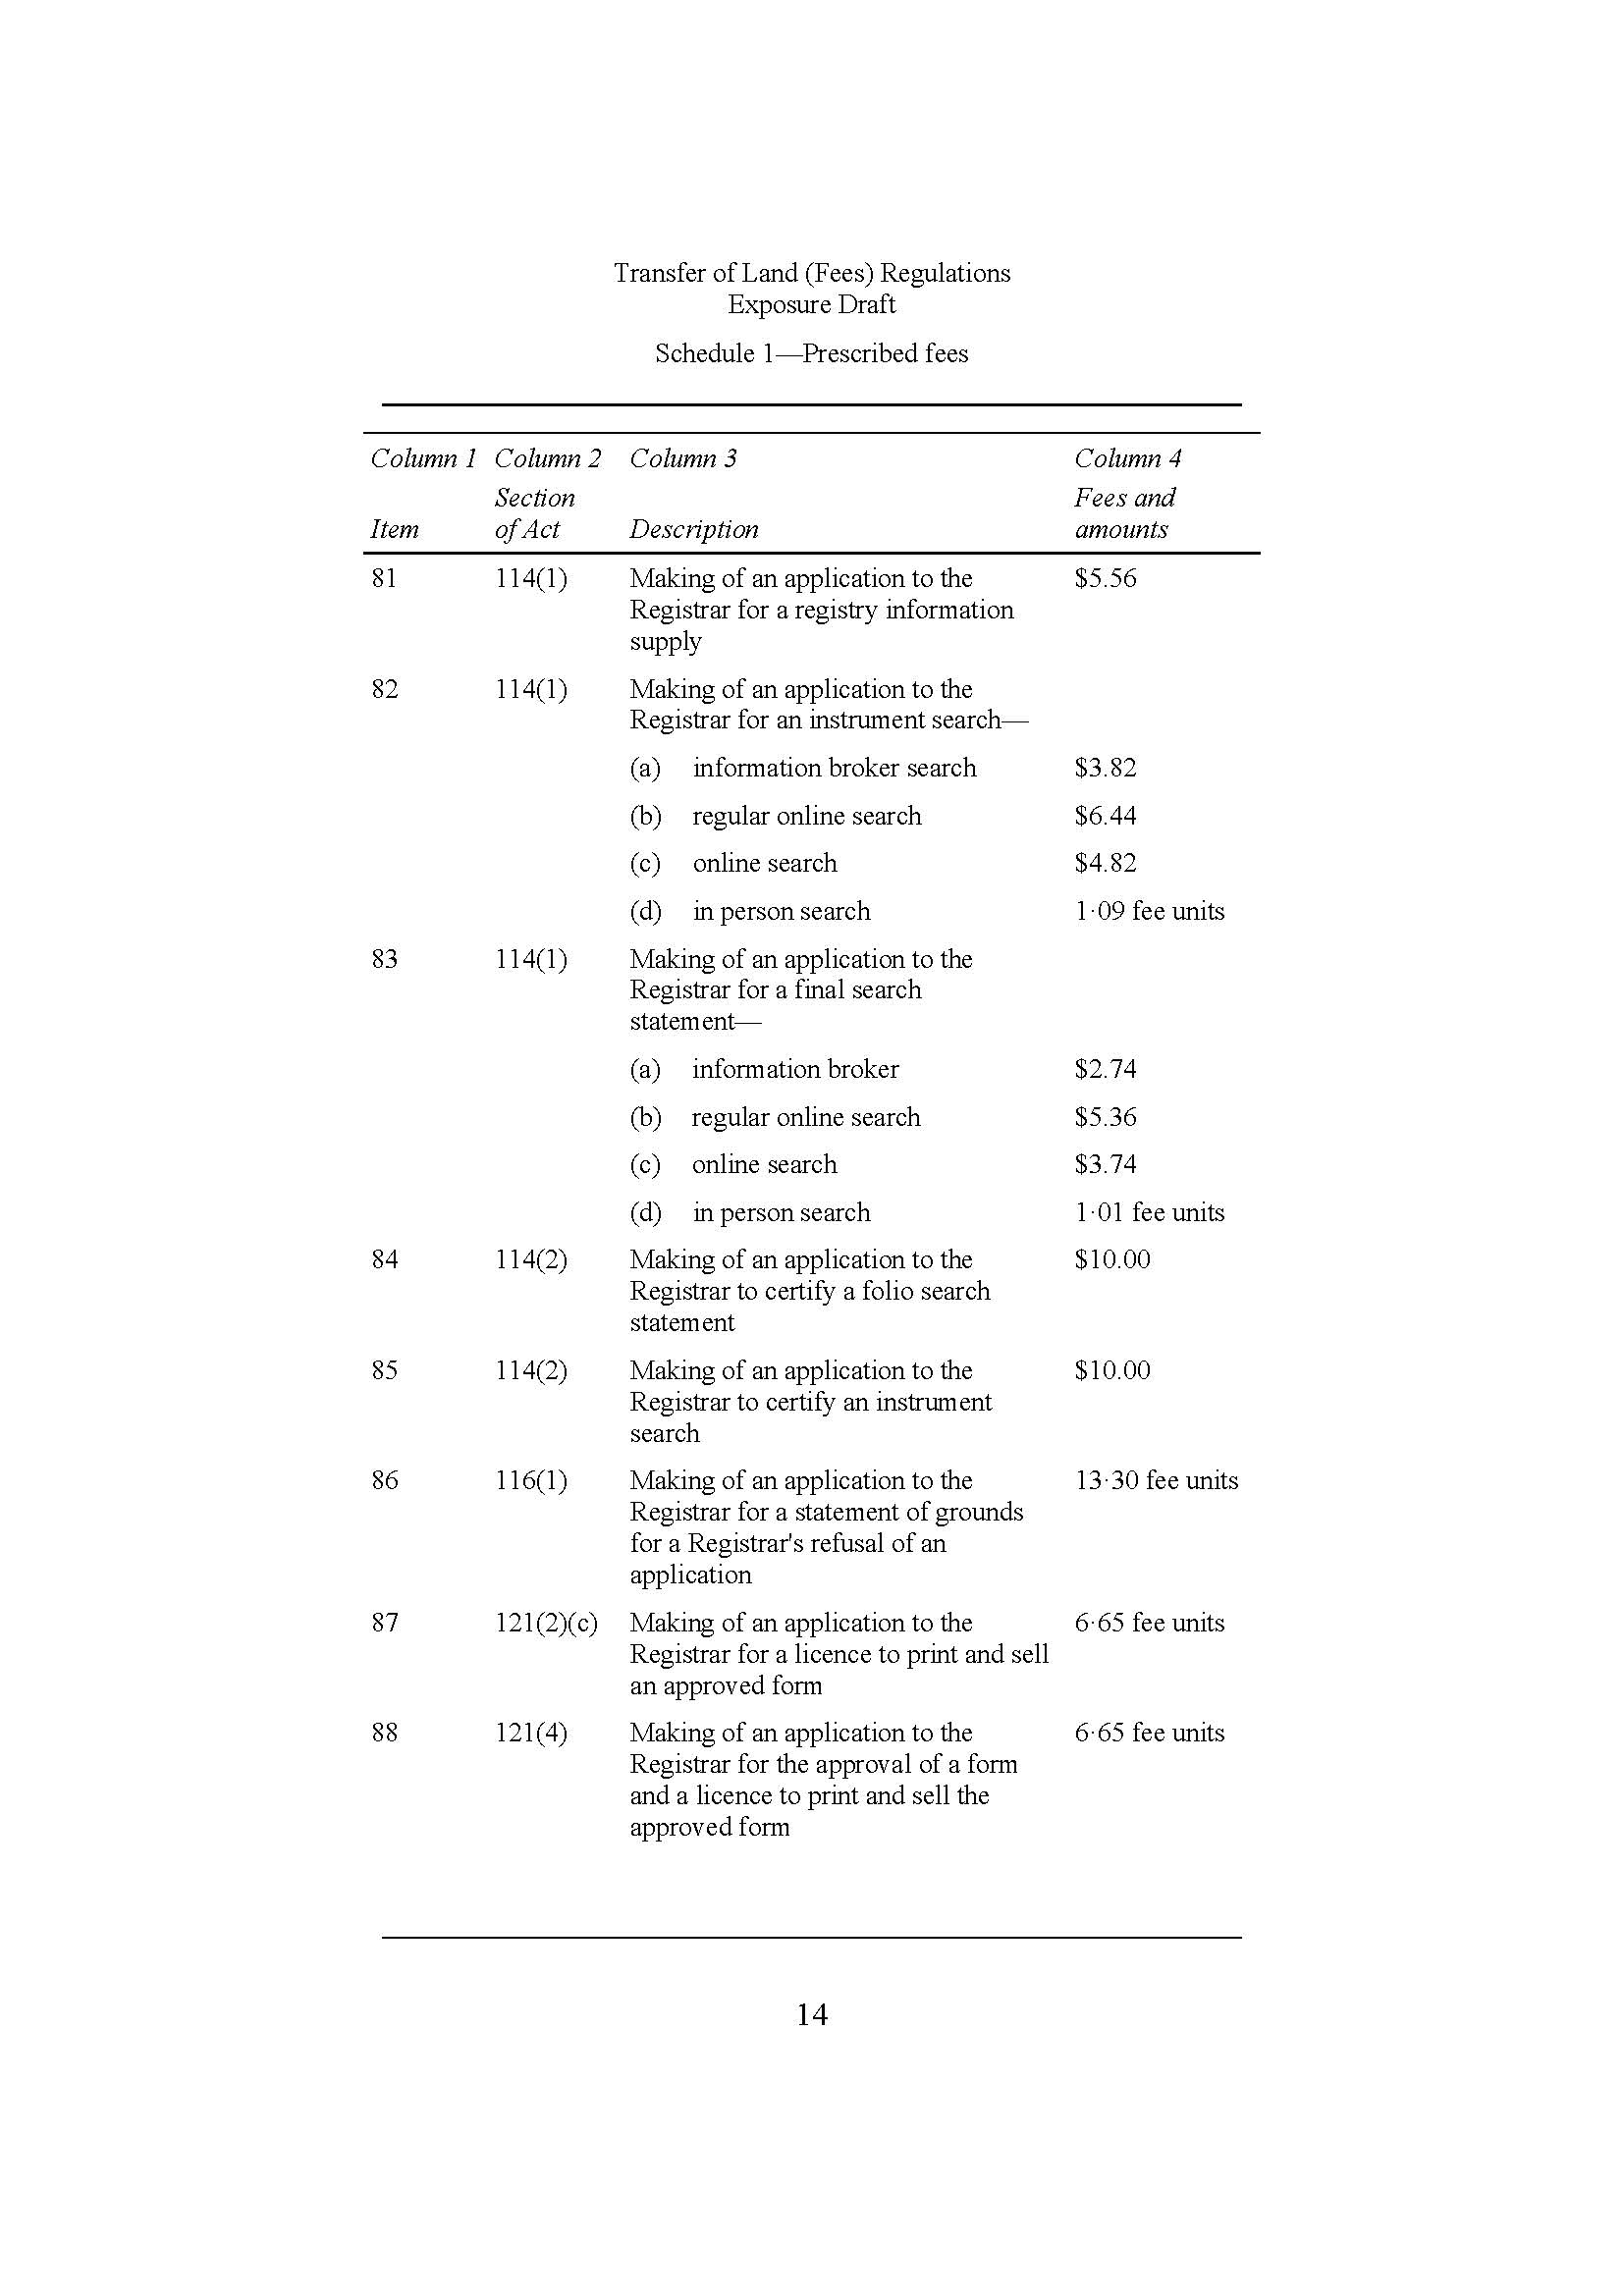 Transfer of Land (Fees) Regulations
Exposure Draft
Schedule 1—Prescribed fees
Column 1 Column 2 Column 3 Column 4
Section Fees and
Item of Act Description amounts
81 114(1) Making of an application to the $5.56
Registrar for a registry information
supply
82 114(1) Making of an application to the
Registrar for an instrument search—
(a) information broker search $3.82
(b) regular online search $6.44
(c) online search $4.82
(d) in person search 1·09 fee units
83 114(1) Making of an application to the
Registrar for a final search
statement—
(a) information broker $2.74
(b) regular online search $5.36
(c) online search $3.74
(d) in person search 1·01 fee units
84 114(2) Making of an application to the $10.00
Registrar to certify a folio search
statement
85 114(2) Making of an application to the $10.00
Registrar to certify an instrument
search
86 116(1) Making of an application to the 13·30 fee units
Registrar for a statement of grounds
for a Registrar's refusal of an
application
87 121(2)(c) Making of an application to the 6·65 fee units
Registrar for a licence to print and sell
an approved form
88 121(4) Making of an application to the 6·65 fee units
Registrar for the approval of a form
and a licence to print and sell the
approved form
14